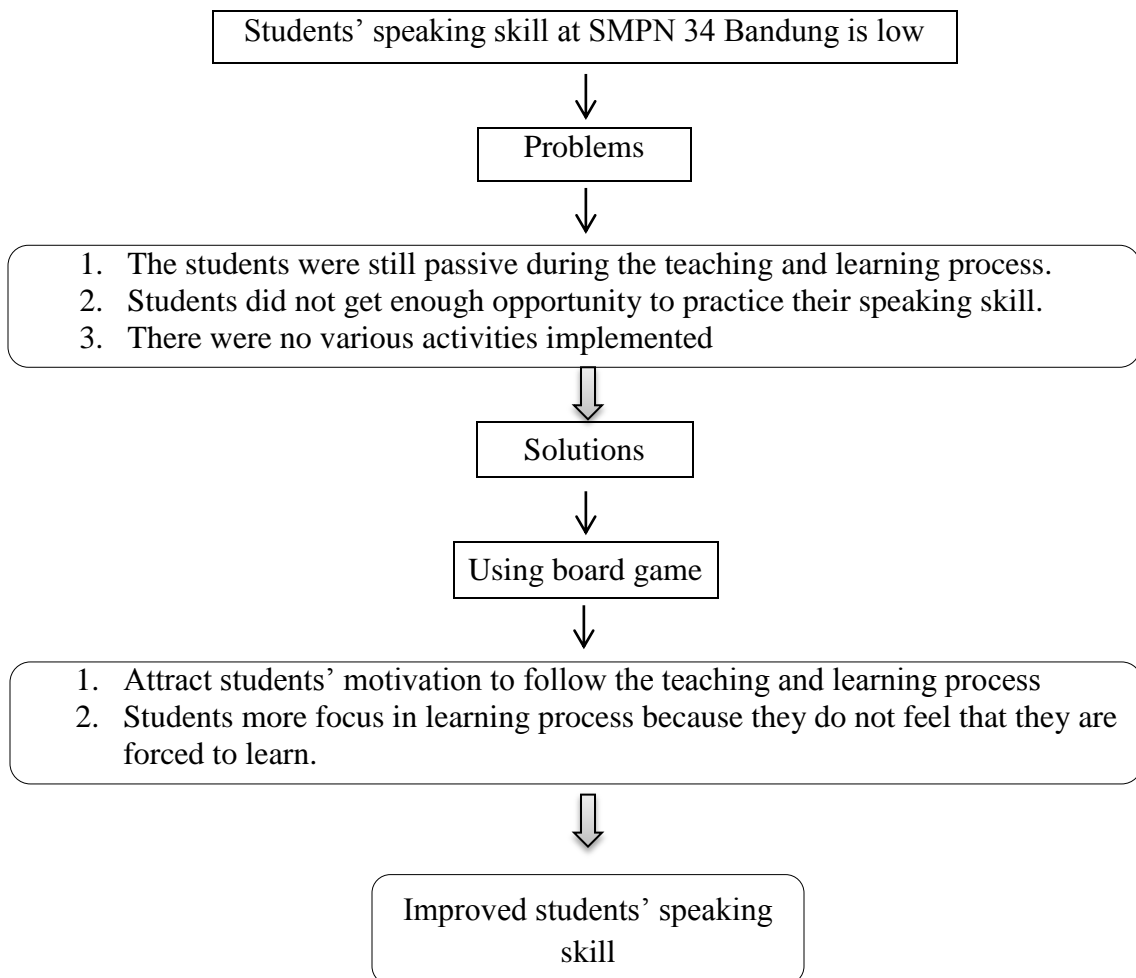 Students’ speaking skill at SMPN 34 Bandung is low
Problems
1. The students were still passive during the teaching and learning process.
2. Students did not get enough opportunity to practice their speaking skill.
3. There were no various activities implemented
Solutions
Using board game
1. Attract students’ motivation to follow the teaching and learning process
2. Students more focus in learning process because they do not feel that they are
forced to learn.
Improved students’ speaking
skill